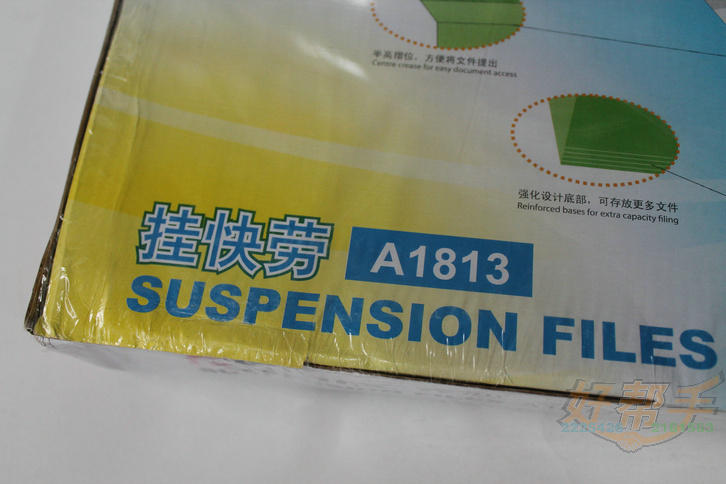 半高摺位，方便将文件提出
Centre crease for easy document access
强化设计底部，可存放更多文件
Reinforced bases for extra capacity filing
挂快劳 A1813
SUSPENSION FILES
好帮手